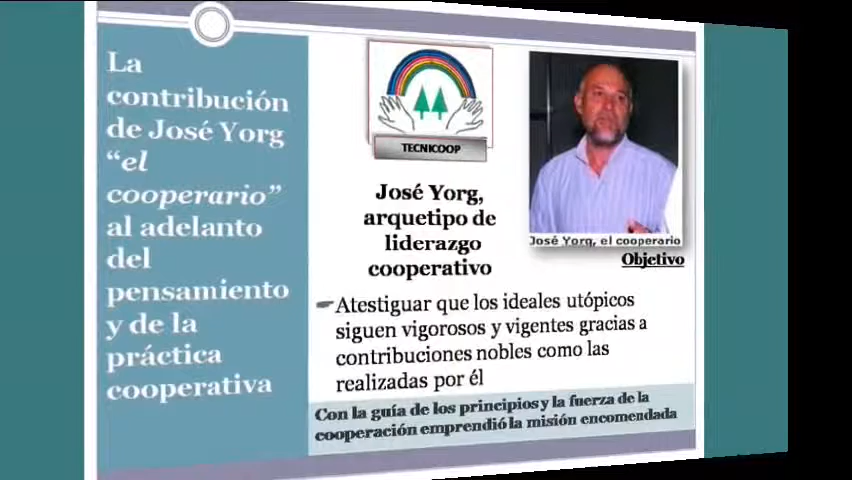 La
contribución
de José Yorg
“el
cooperario”
al adelanto
del
pensamiento
y de la
práctica
cooperativa
TECNICOOP
José Yorg,
arquetipo de
liderazgo
cooperativo
José Yorg, el cooperario
Objetivo
Atestiguar que los ideales utópicos
siguen vigorosos y vigentes gracias a
contribuciones nobles como las
realizadas por él
Con la guía de los principios y la fuerza de la
cooperación emprendió la misión encomendada